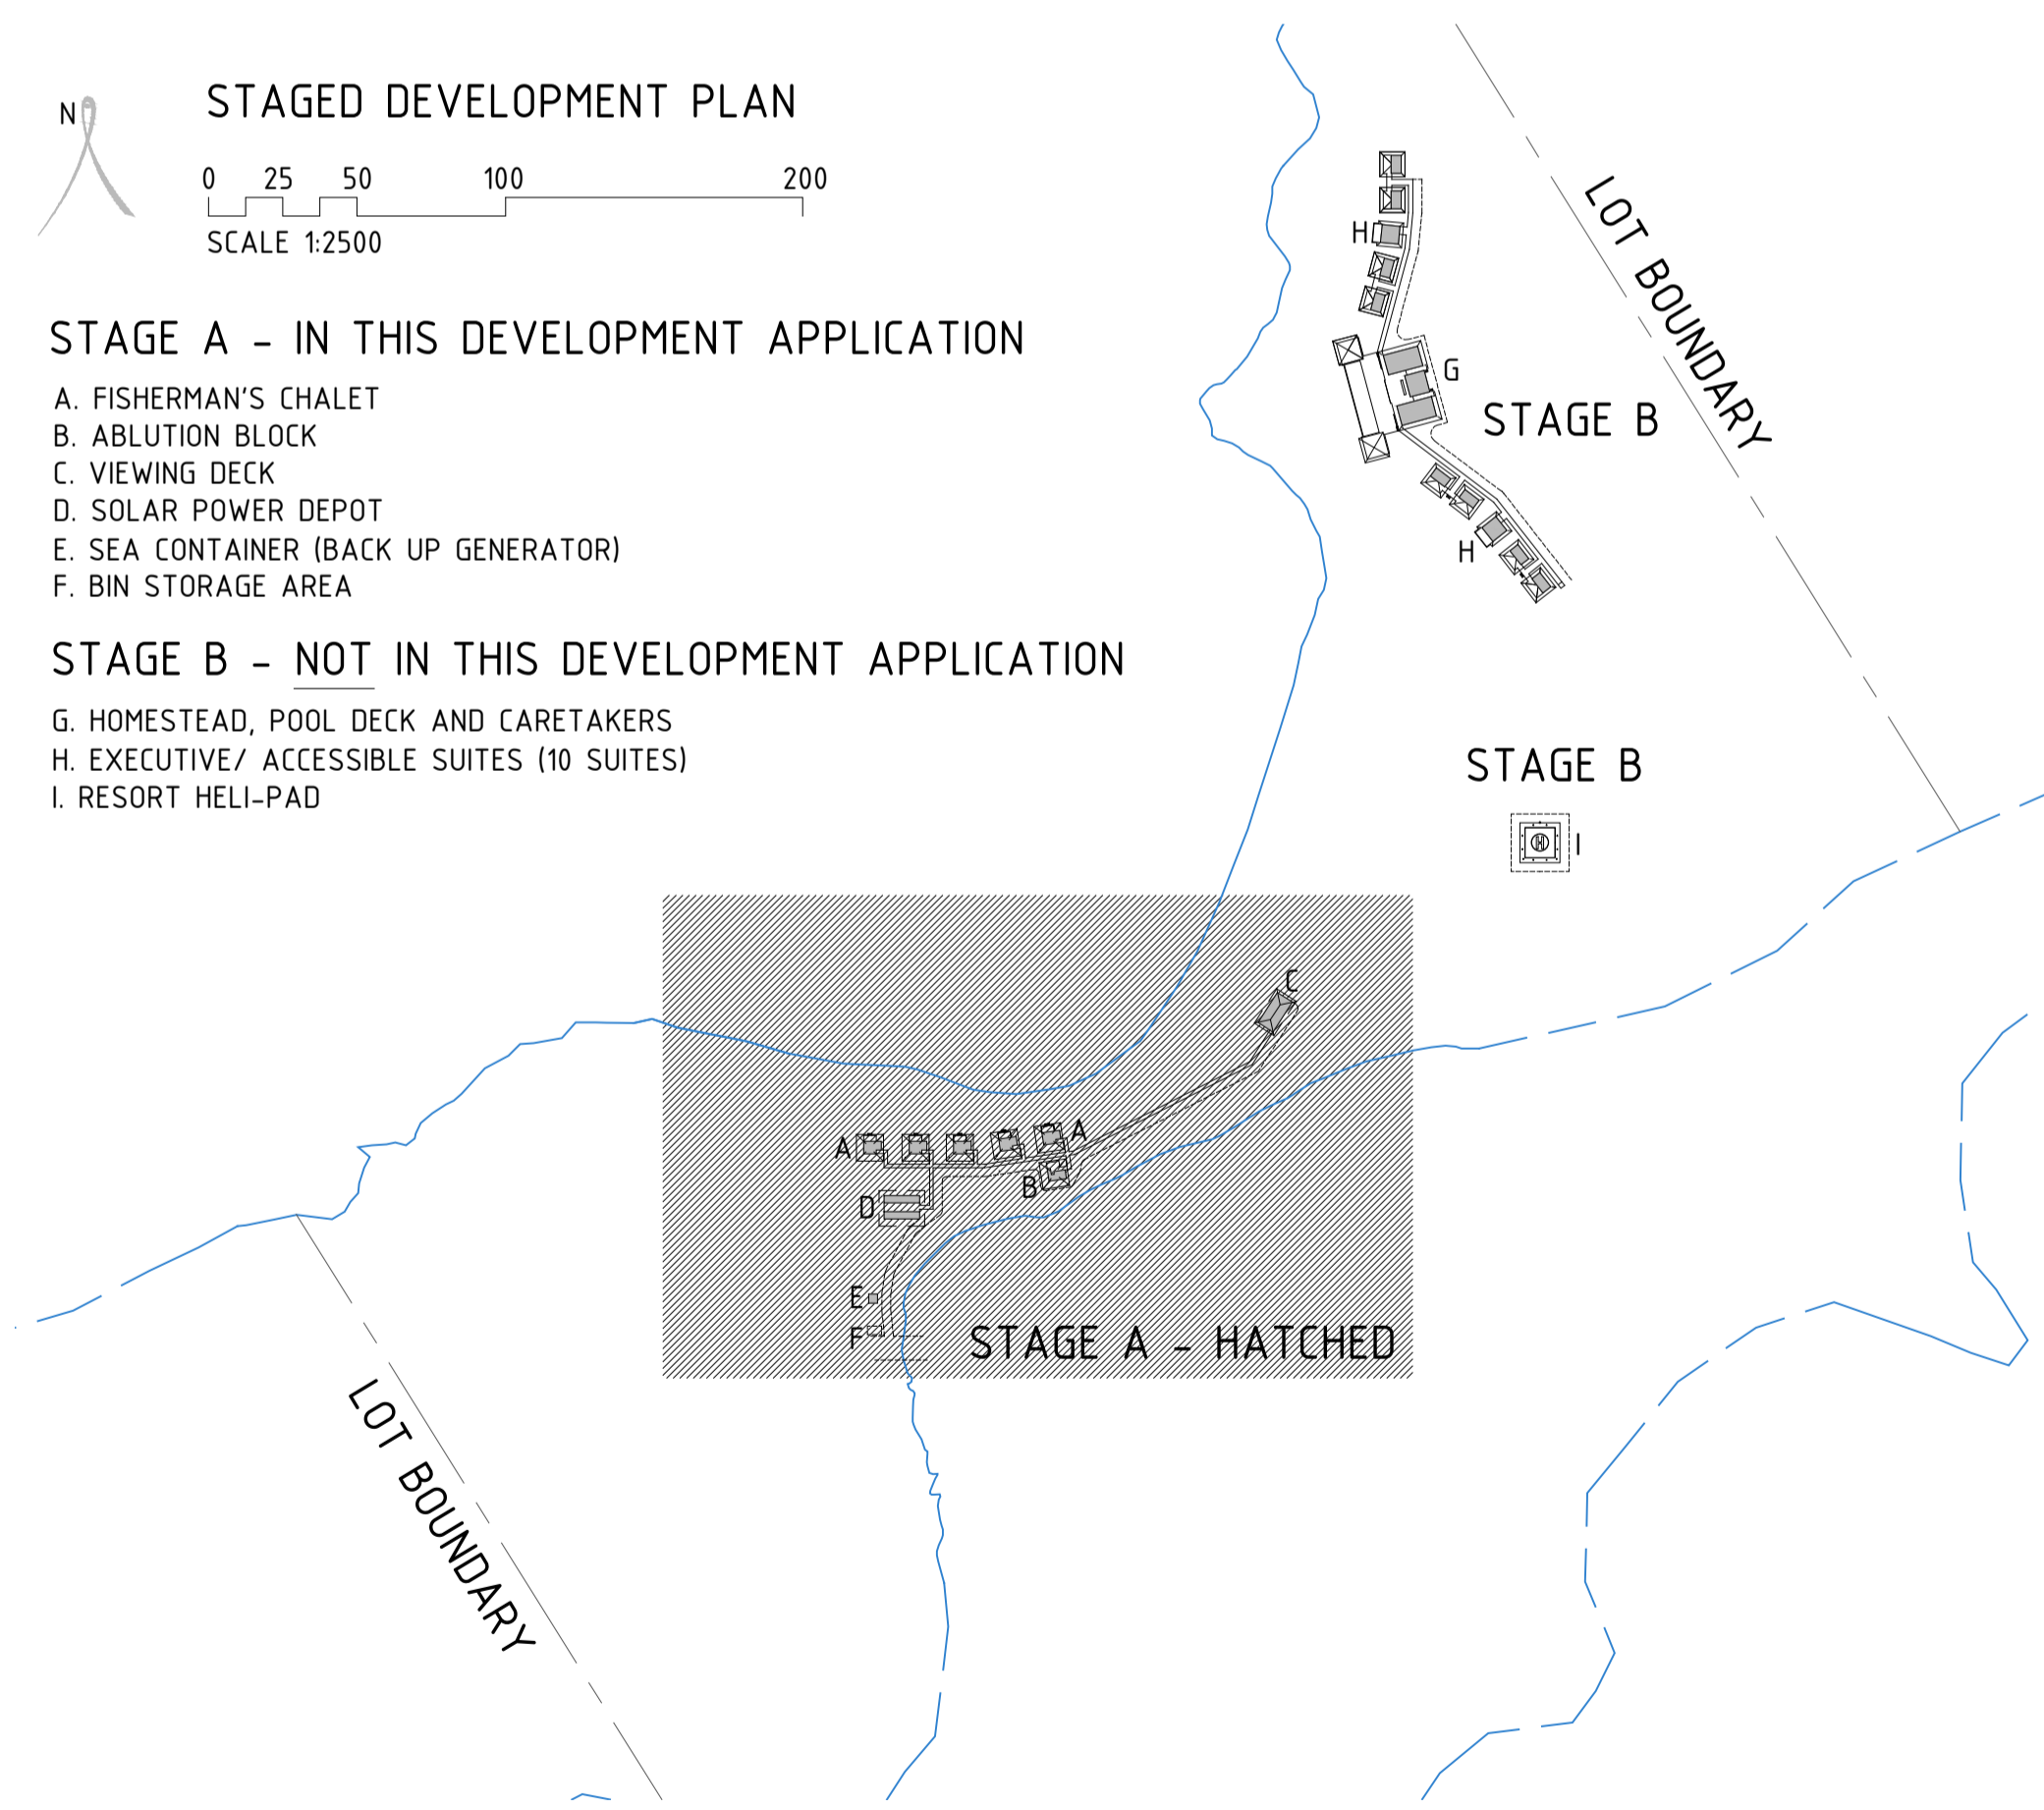 N
STAGED DEVELOPMENT PLAN
0 25 50 100 200
SCALE 1:2500
STAGE A - IN THIS DEVELOPMENT APPLICATION
A. FISHERMAN'S CHALET
B. ABLUTION BLOCK
C. VIEWING DECK
D. SOLAR POWER DEPOT
E. SEA CONTAINER (BACK UP GENERATOR)
F. BIN STORAGE AREA
STAGE B - NOT IN THIS DEVELOPMENT APPLICATION
G. HOMESTEAD, POOL DECK AND CARETAKERS
H. EXECUTIVE/ ACCESSIBLE SUITES (10 SUITES)
I. RESORT HELI-PAD
LOT BOUNDARY
H
G
STAGE B
H
STAGE B
H
I
C
A
A
B
D
E
F
STAGE A - HATCHED
LOT BOUNDARY